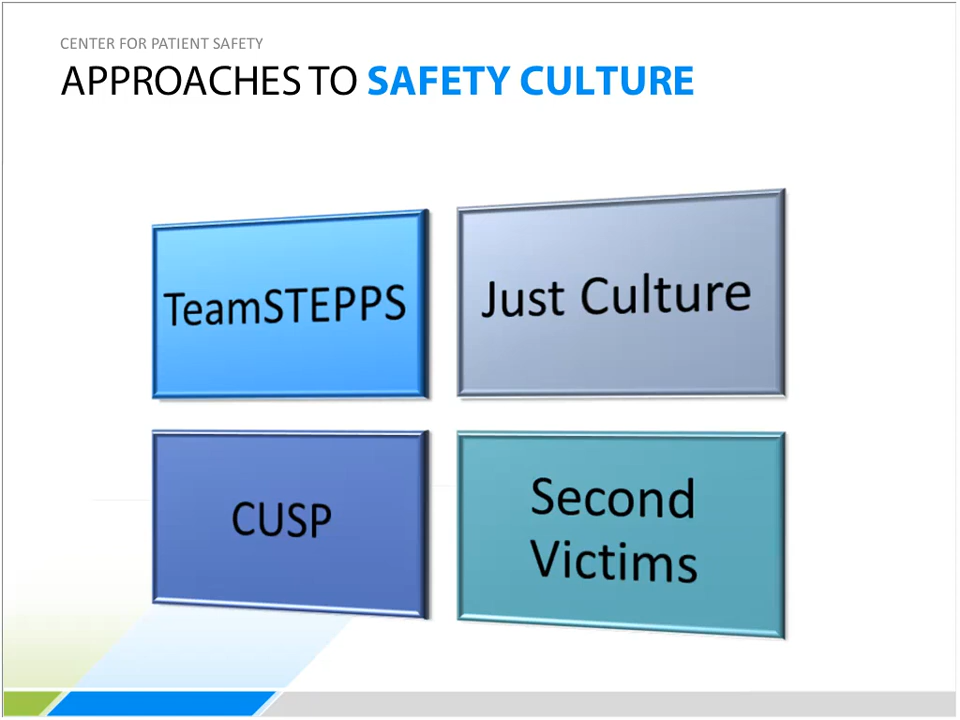 CENTER FOR PATIENT SAFETY
APPROACHES TO SAFETY CULTURE
TeamSTEPPS
Just Culture
CUSP
Second
Victims